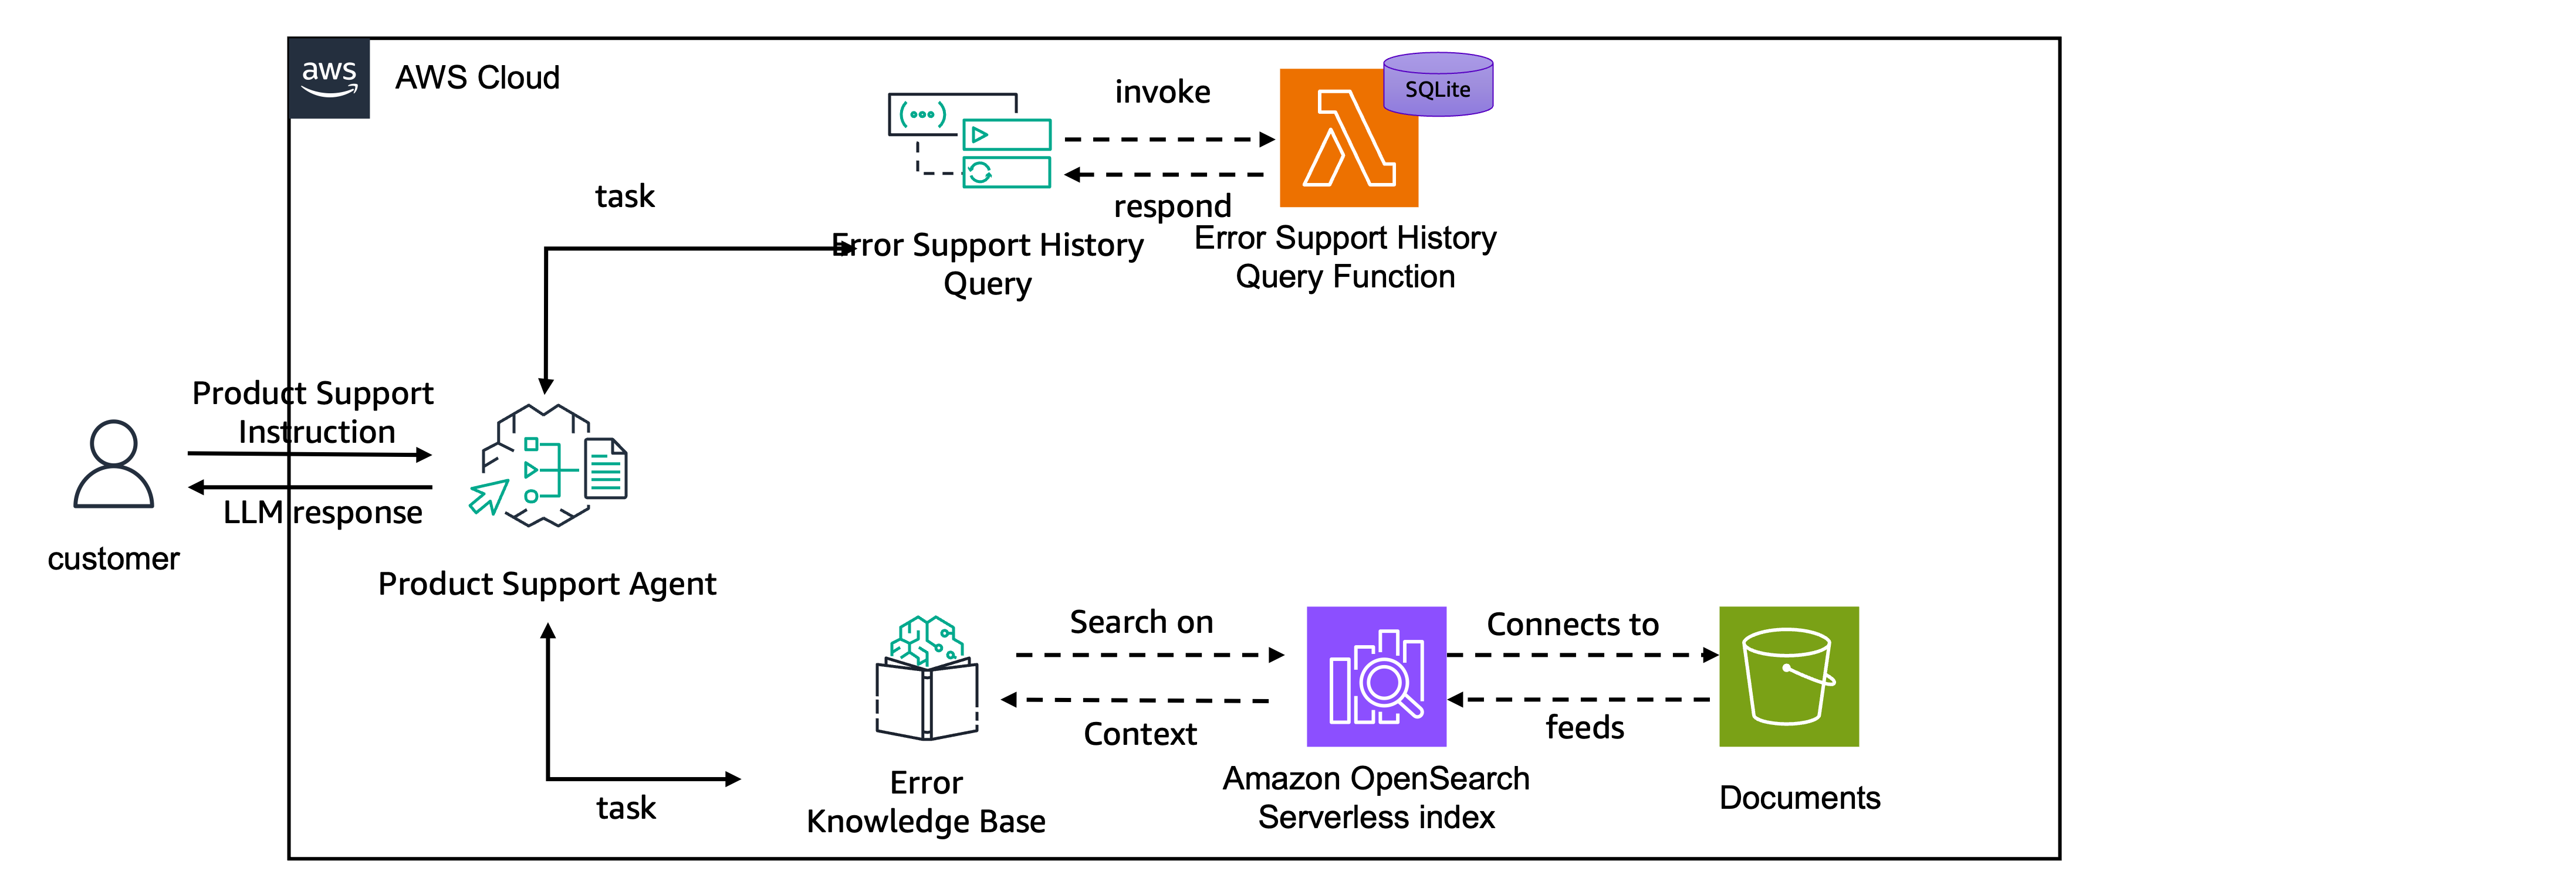 aws
AWS Cloud
SQLite
invoke
respond
task
Error Support History
Query
Error Support History
Query Function
Product Support
Instruction
LLM response
customer
Product Support Agent
task
Search on
Context
Error
Knowledge Base
Amazon OpenSearch
Serverless index
Connects to
feeds
Documents